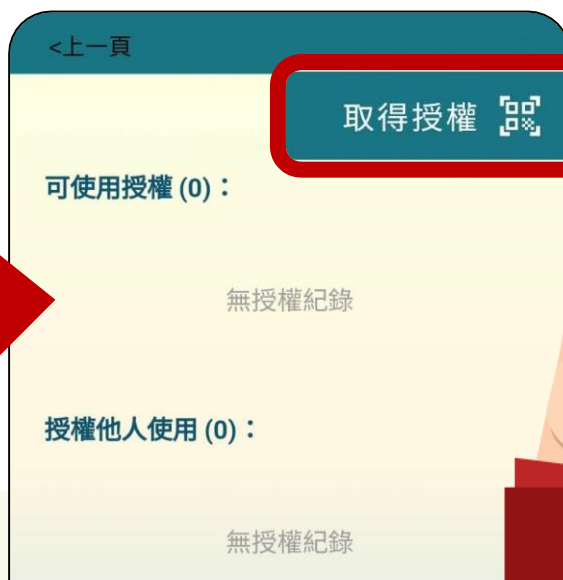 <上一頁
取得授權
可使用授權 (0)：
無授權紀錄
授權他人使用 (0)：
無授權紀錄